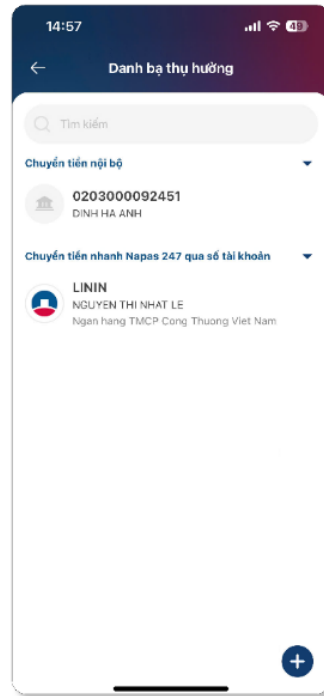 14:57
49
Danh bạ thụ hưởng
Tìm kiếm
Chuyển tiền nội bộ
0203000092451
DINH HA ANH
Chuyển tiền nhanh Napas 247 qua số tài khoản
LININ
NGUYEN THI NHAT LE
Ngan hang TMCP Cong Thuong Viet Nam